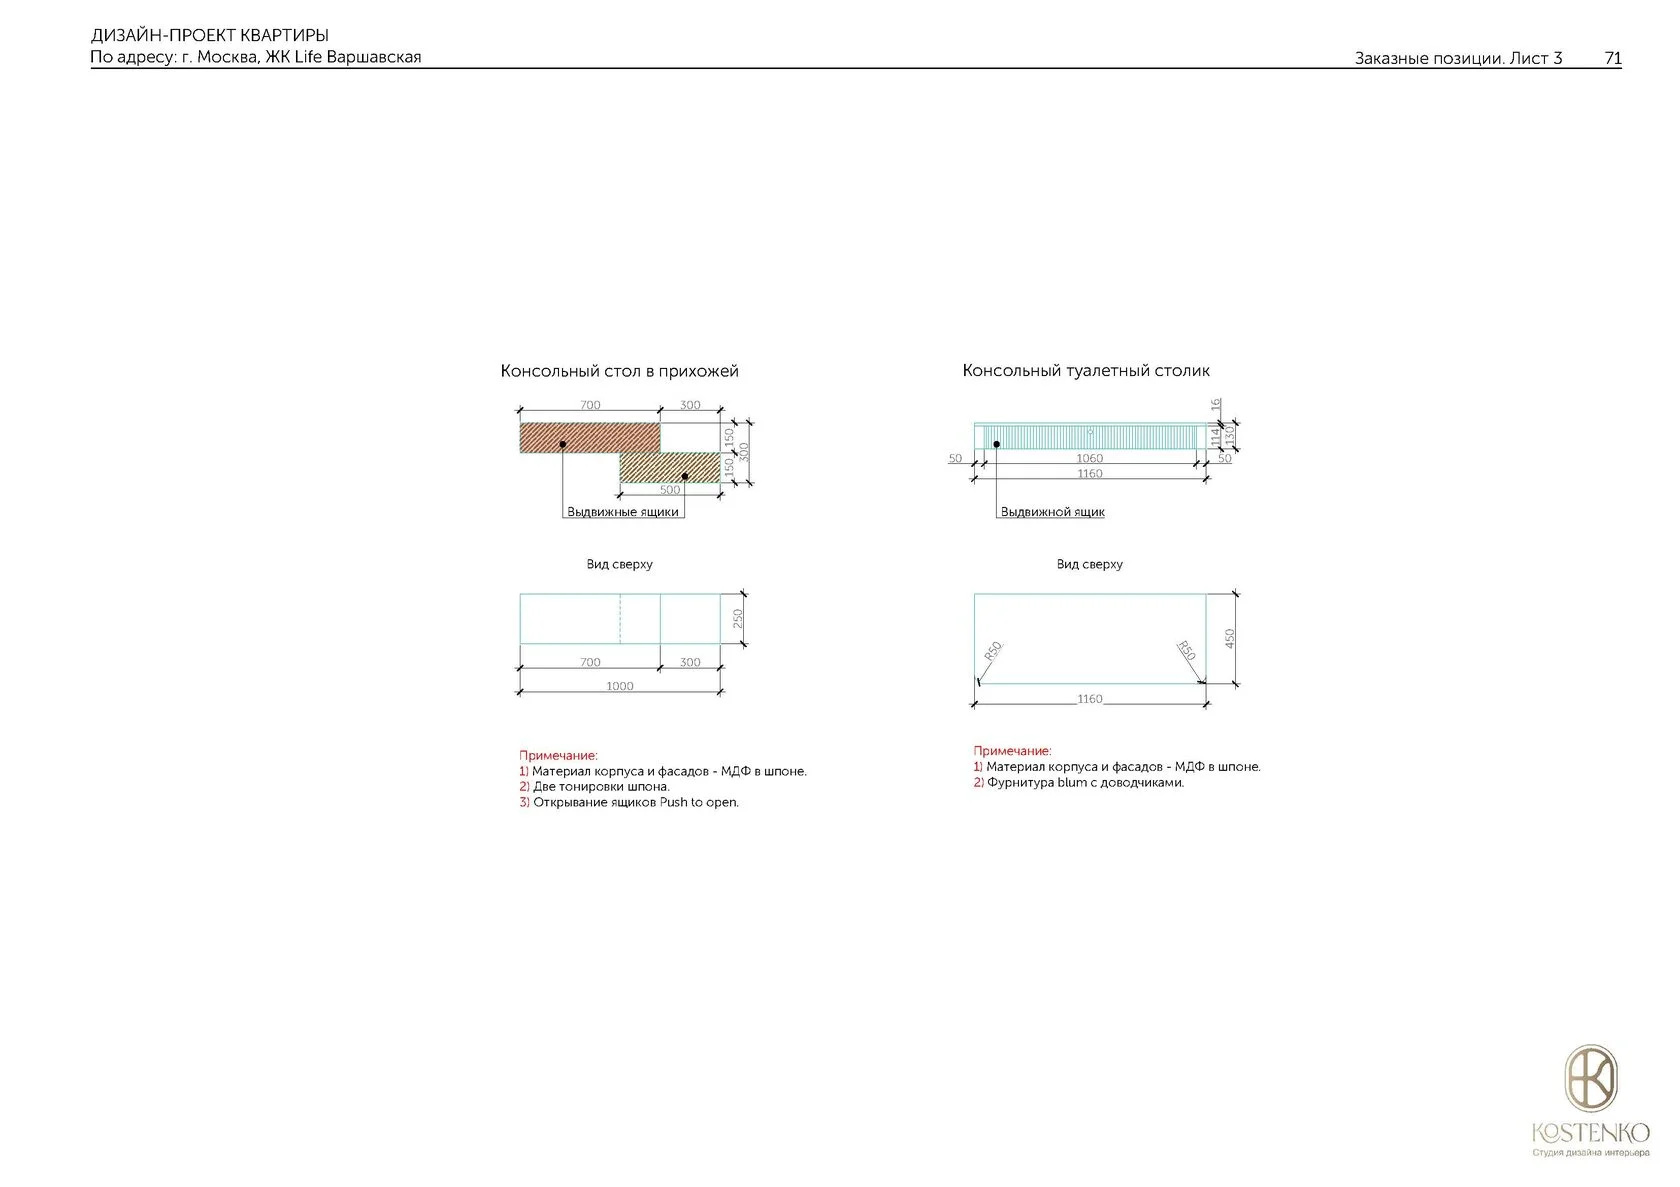 ДИЗАЙН-ПРОЕКТ КВАРТИРЫ
По адресу: г. Москва, ЖК Life Варшавская
Заказные позиции. Лист 3 71
Консольный стол в прихожей
700 300
150
300
150
500
Выдвижные ящики
Вид сверху
250
700 300
1000
Примечание:
1) Материал корпуса и фасадов - МДФ в шпоне.
2) Две тонировки шпона.
3) Открывание ящиков Push to open.
Консольный туалетный столик
16
114
130
50 1060 50
1160
Выдвижной ящик
Вид сверху
450
R50 R50
1160
Примечание:
1) Материал корпуса и фасадов - МДФ в шпоне.
2) Фурнитура blum с доводчиками.
KOSTENKO
Студия дизайна интерьера